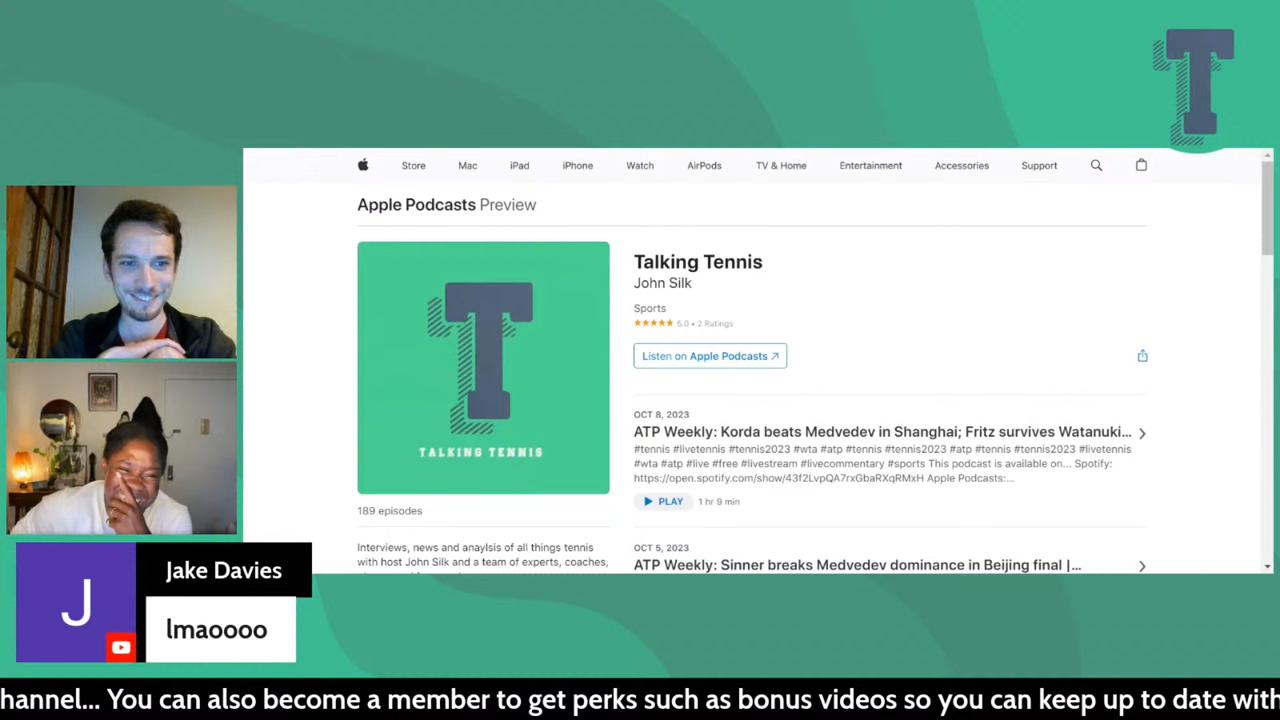 T
Store Mac iPad iPhone Watch AirPods TV & Home Entertainment Accessories Support
Apple Podcasts Preview
T
TALKING TENNIS
189 episodes
Interviews, news and anaylsis of all things tennis
with host John Silk and a team of experts, coaches,
Talking Tennis
John Silk
Sports
★★★★★ 5.0 • 2 Ratings
Listen on Apple Podcasts ↗
OCT 8, 2023
ATP Weekly: Korda beats Medvedev in Shanghai; Fritz survives Watanuki...
#tennis #livetennis #tennis2023 #wta #atp #tennis #tennis2023 #atp #tennis #tennis2023 #livetennis
#wta #atp #live #free #livestream #livecommentary #sports This podcast is available on... Spotify:
https://open.spotify.com/show/43f2LvpQA7rxGbaRXqRMxH Apple Podcasts:...
PLAY 1 hr 9 min
OCT 5, 2023
ATP Weekly: Sinner breaks Medvedev dominance in Beijing final |...
J
Jake Davies
lmaoooo
hannel... You can also become a member to get perks such as bonus videos so you can keep up to date with